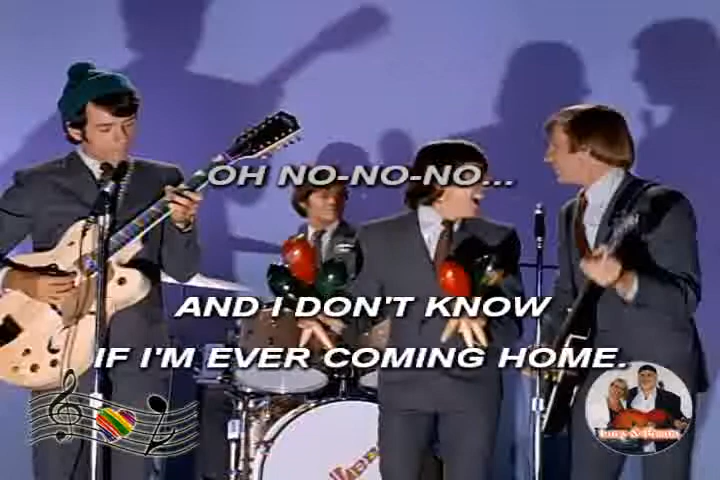 OH NO-NO-NO...
AND I DON'T KNOW
IF I'M EVER COMING HOME.